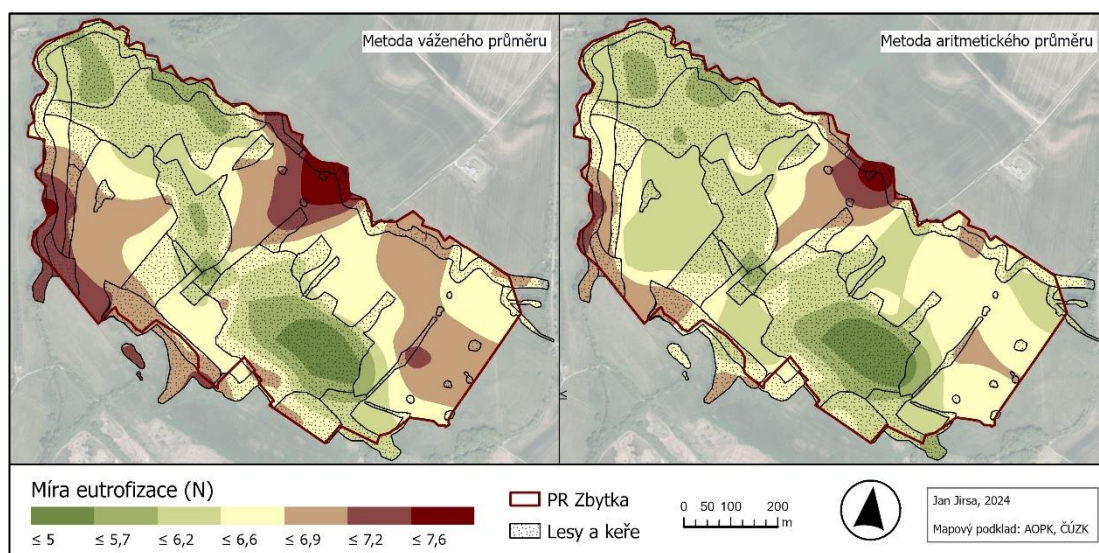 Metoda váženého průměru
Metoda aritmetického průměru
≤
Míra eutrofizace (N)
≤ 5
≤ 5,7
≤ 6,2
≤ 6,6
≤ 6,9
≤ 7,2
≤ 7,6
PR Zbytka
Lesy a keře
0 50 100 200
m
Jan Jirsa, 2024
Mapový podklad: AOPK, ČÚZK